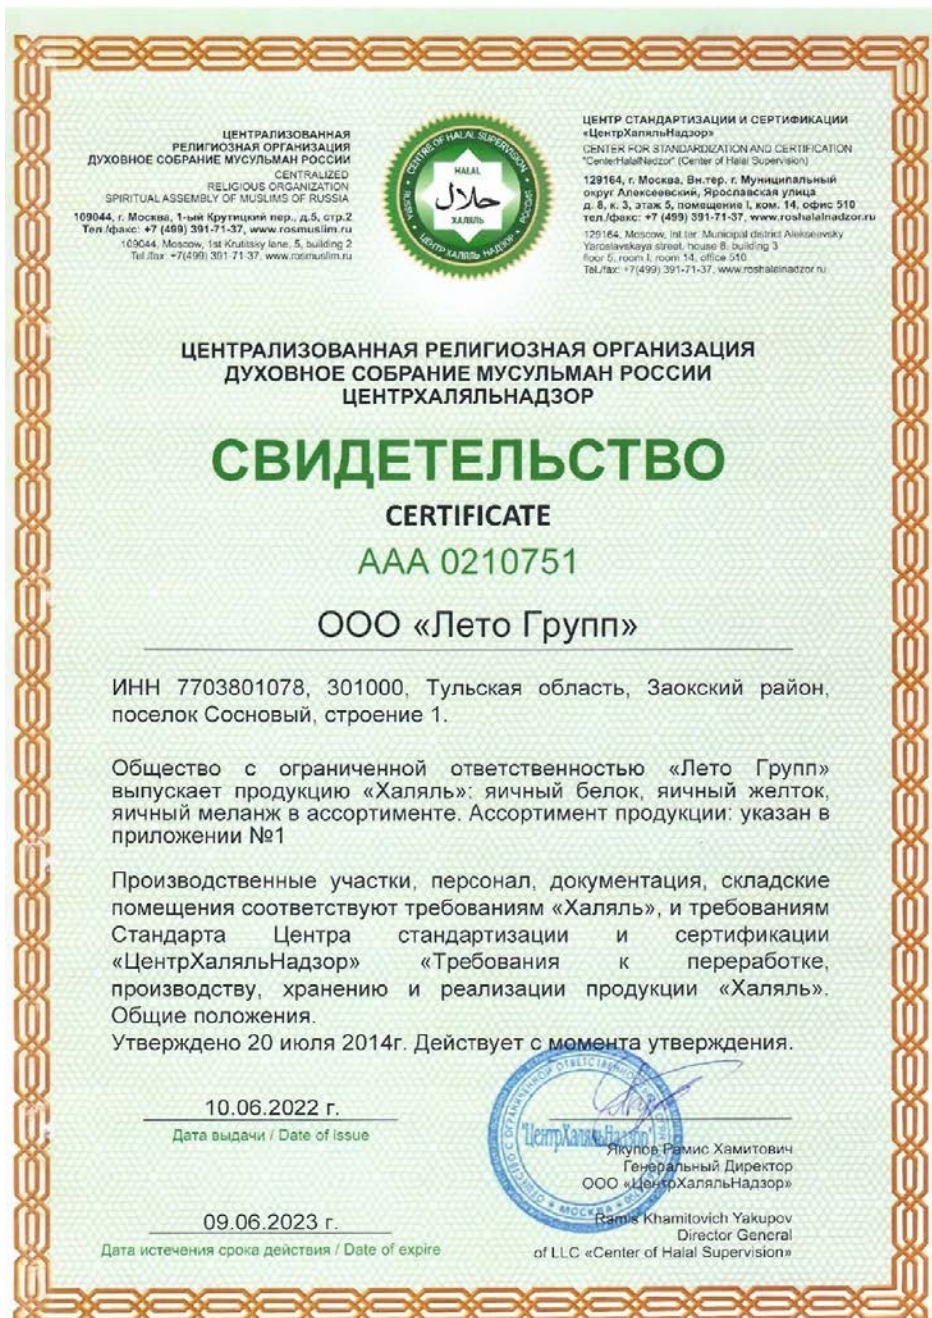 ЦЕНТРАЛИЗОВАННАЯ
РЕЛИГИОЗНАЯ ОРГАНИЗАЦИЯ
ДУХОВНОЕ СОБРАНИЕ МУСУЛЬМАН РОССИИ
CENTRALIZED
RELIGIOUS ORGANIZATION
SPIRITUAL ASSEMBLY OF MUSLIMS OF RUSSIA
109044, г. Москва, 1-ый Крутицкий пер., д.5, стр.2
Тел./факс: +7 (499) 391-71-37, www.rosmuslim.ru
109044, Moscow, 1st Krutitsky lane, 5, building 2
Tel./fax: +7(499) 391-71-37, www.rosmuslim.ru
CENTRE OF HALAL SUPERVISION
HALAL
حلال
ХАЛЯЛЬ
RUSSIA
РОССИЯ
ЦЕНТР ХАЛЯЛЬ НАДЗОР
ЦЕНТР СТАНДАРТИЗАЦИИ И СЕРТИФИКАЦИИ
«ЦентрХаляльНадзор»
CENTER FOR STANDARDIZATION AND CERTIFICATION
"CenterHalalNadzor" (Center of Halal Supervision)
129164, г. Москва, Вн.тер. г. Муниципальный
округ Алексеевский, Ярославская улица
д. 8, к. 3, этаж 5, помещение I, ком. 14, офис 510
тел./факс: +7 (499) 391-71-37, www.roshalalnadzor.ru
129164, Moscow, Int.ter. Municipal district Alekseevsky
Yaroslavskaya street, house 8, building 3
floor 5, room I, room 14, office 510
Tel./fax: +7(499) 391-71-37, www.roshalalnadzor.ru
ЦЕНТРАЛИЗОВАННАЯ РЕЛИГИОЗНАЯ ОРГАНИЗАЦИЯ
ДУХОВНОЕ СОБРАНИЕ МУСУЛЬМАН РОССИИ
ЦЕНТРХАЛЯЛЬНАДЗОР
СВИДЕТЕЛЬСТВО
CERTIFICATE
ААА 0210751
ООО «Лето Групп»
ИНН 7703801078, 301000, Тульская область, Заокский район,
поселок Сосновый, строение 1.
Общество с ограниченной ответственностью «Лето Групп»
выпускает продукцию «Халяль»: яичный белок, яичный желток,
яичный меланж в ассортименте. Ассортимент продукции: указан в
приложении №1
Производственные участки, персонал, документация, складские
помещения соответствуют требованиям «Халяль», и требованиям
Стандарта Центра стандартизации и сертификации
«ЦентрХаляльНадзор» «Требования к переработке,
производству, хранению и реализации продукции «Халяль».
Общие положения.
Утверждено 20 июля 2014г. Действует с момента утверждения.
10.06.2022 г.
Дата выдачи / Date of issue
09.06.2023 г.
Дата истечения срока действия / Date of expire
ОБЩЕСТВО С ОГРАНИЧЕННОЙ ОТВЕТСТВЕННОСТЬЮ
"ЦентрХаляльНадзор"
МОСКВА
Якупов Рамис Хамитович
Генеральный Директор
ООО «ЦентрХаляльНадзор»
Ramis Khamitovich Yakupov
Director General
of LLC «Center of Halal Supervision»